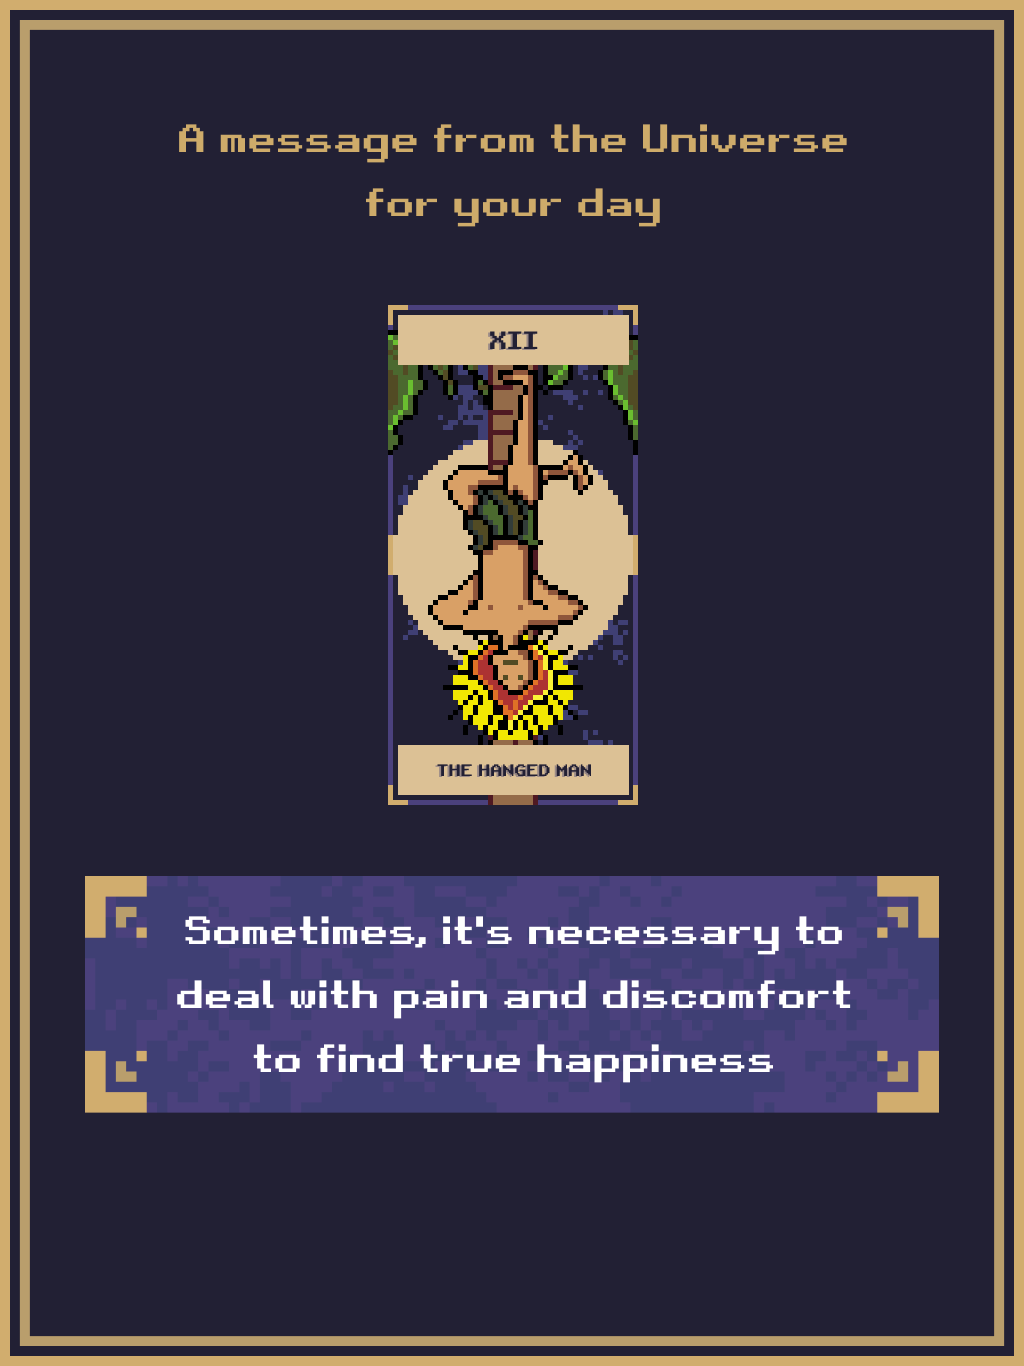 A message from the Universe
for your day
XII
THE HANGED MAN
Sometimes, it's necessary to
deal with pain and discomfort
to find true happiness